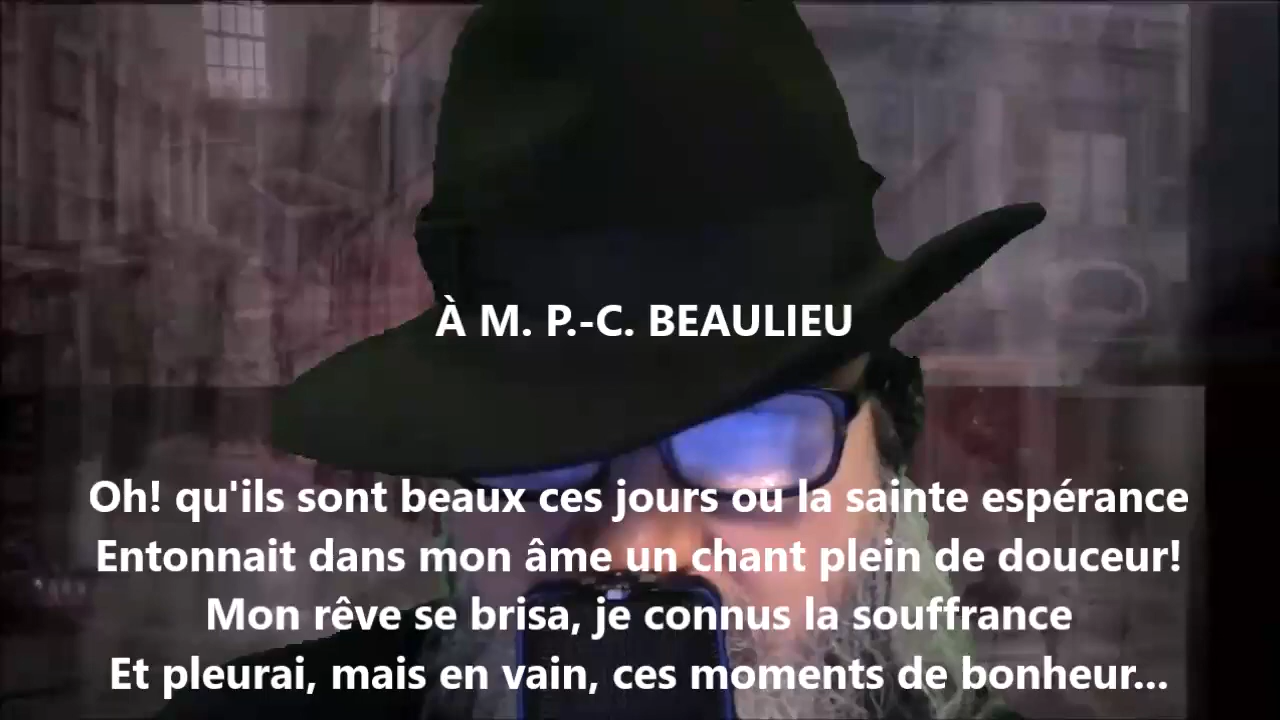 À M. P.-C. BEAULIEU
Oh! qu'ils sont beaux ces jours où la sainte espérance
Entonnait dans mon âme un chant plein de douceur!
Mon rêve se brisa, je connus la souffrance
Et pleurai, mais en vain, ces moments de bonheur...